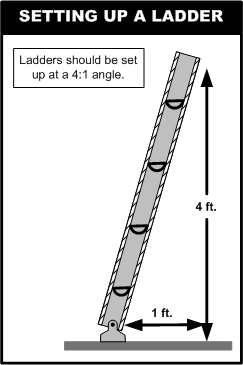 SETTING UP A LADDER
Ladders should be set
up at a 4:1 angle.
4 ft.
1 ft.